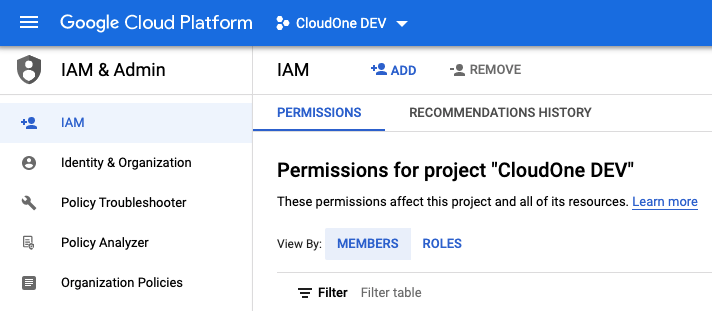 Google Cloud Platform
CloudOne DEV
IAM & Admin
IAM
Identity & Organization
Policy Troubleshooter
Policy Analyzer
Organization Policies
IAM
ADD
REMOVE
PERMISSIONS
RECOMMENDATIONS HISTORY
Permissions for project "CloudOne DEV"
These permissions affect this project and all of its resources. Learn more
View By:
MEMBERS
ROLES
Filter
Filter table